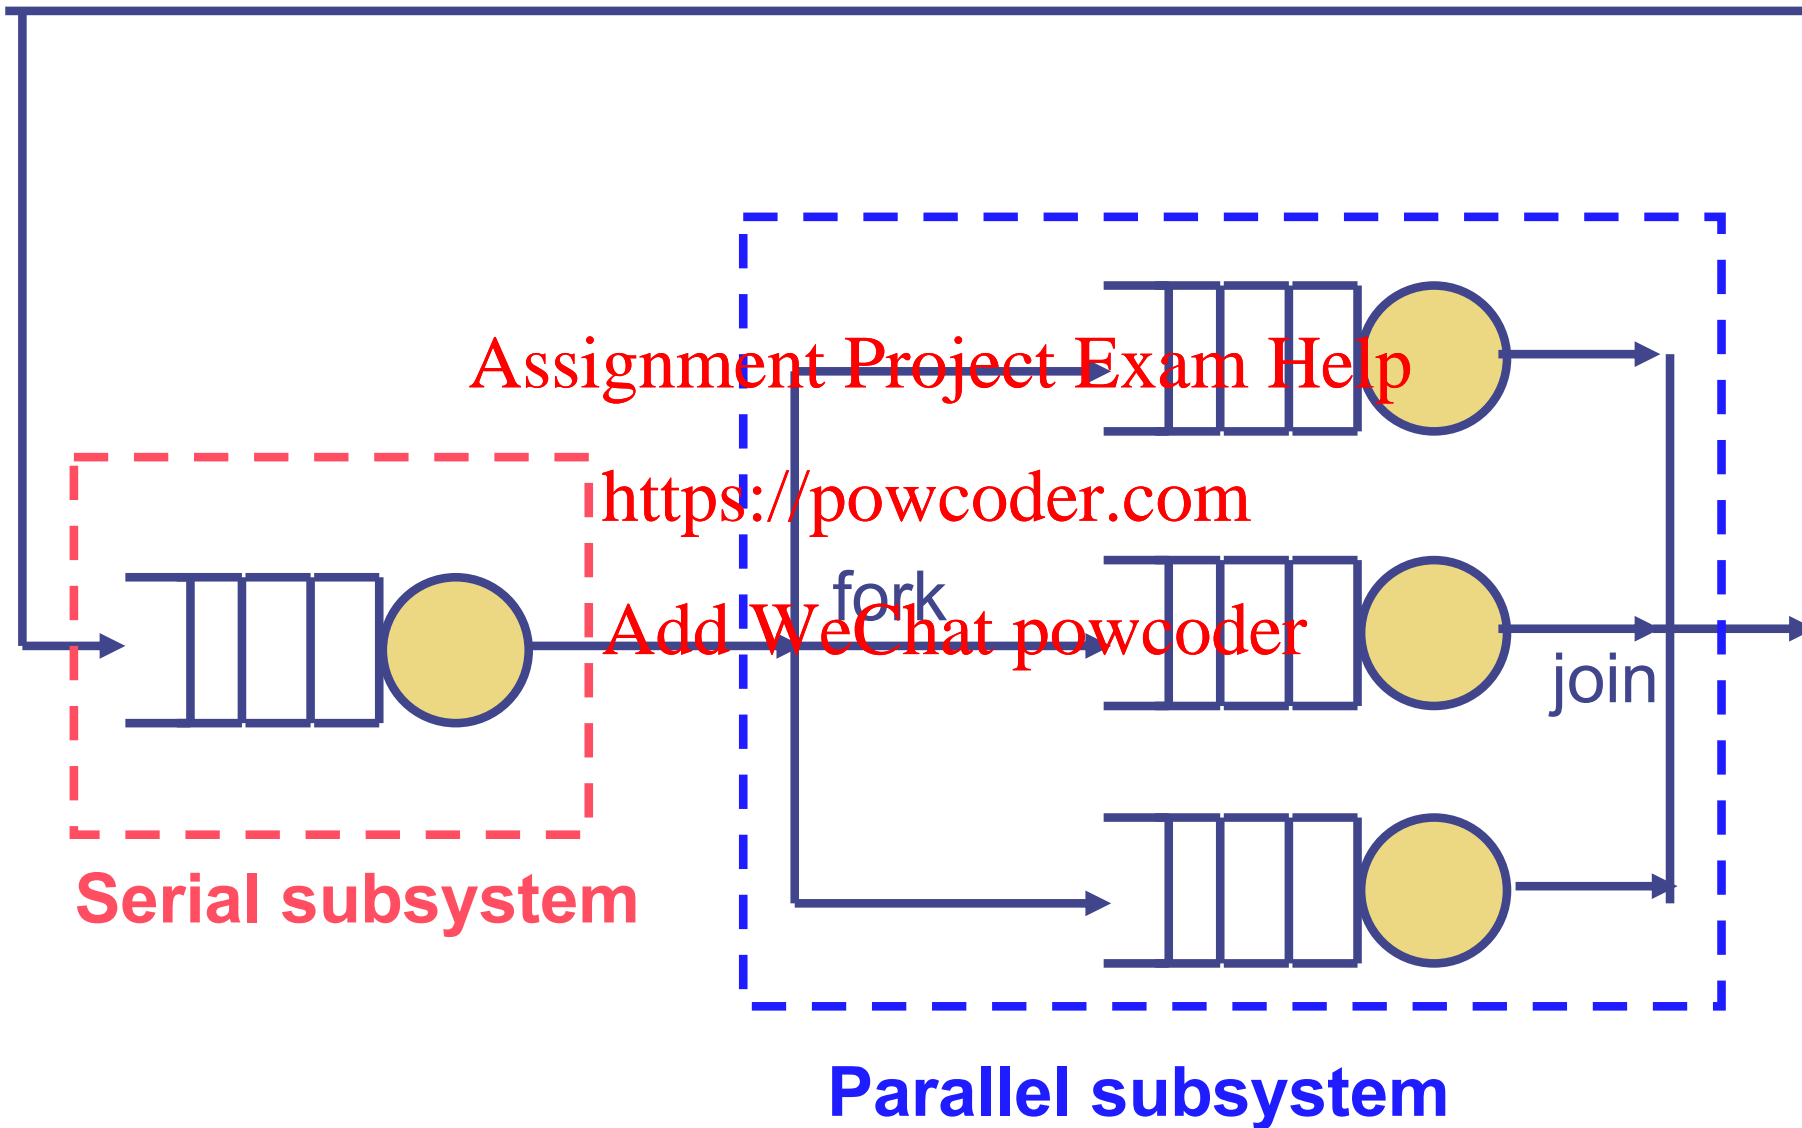 Assignment Project Exam Help
https://powcoder.com
fork
Add WeChat powcoder
join
Serial subsystem
Parallel subsystem